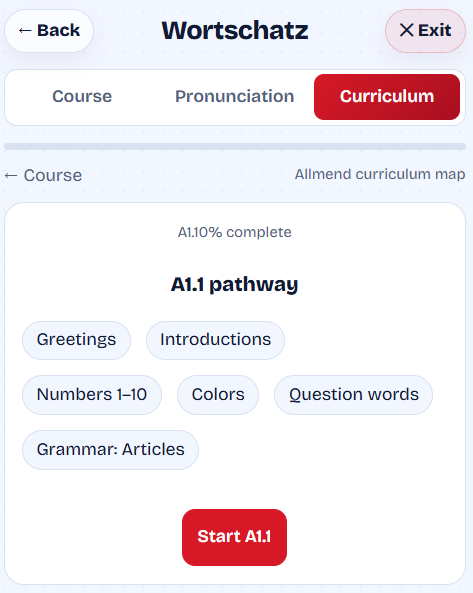 ← Back Wortschatz × Exit
Course Pronunciation Curriculum
← Course Allmend curriculum map
A1.10% complete
A1.1 pathway
Greetings Introductions
Numbers 1–10 Colors Question words
Grammar: Articles
Start A1.1